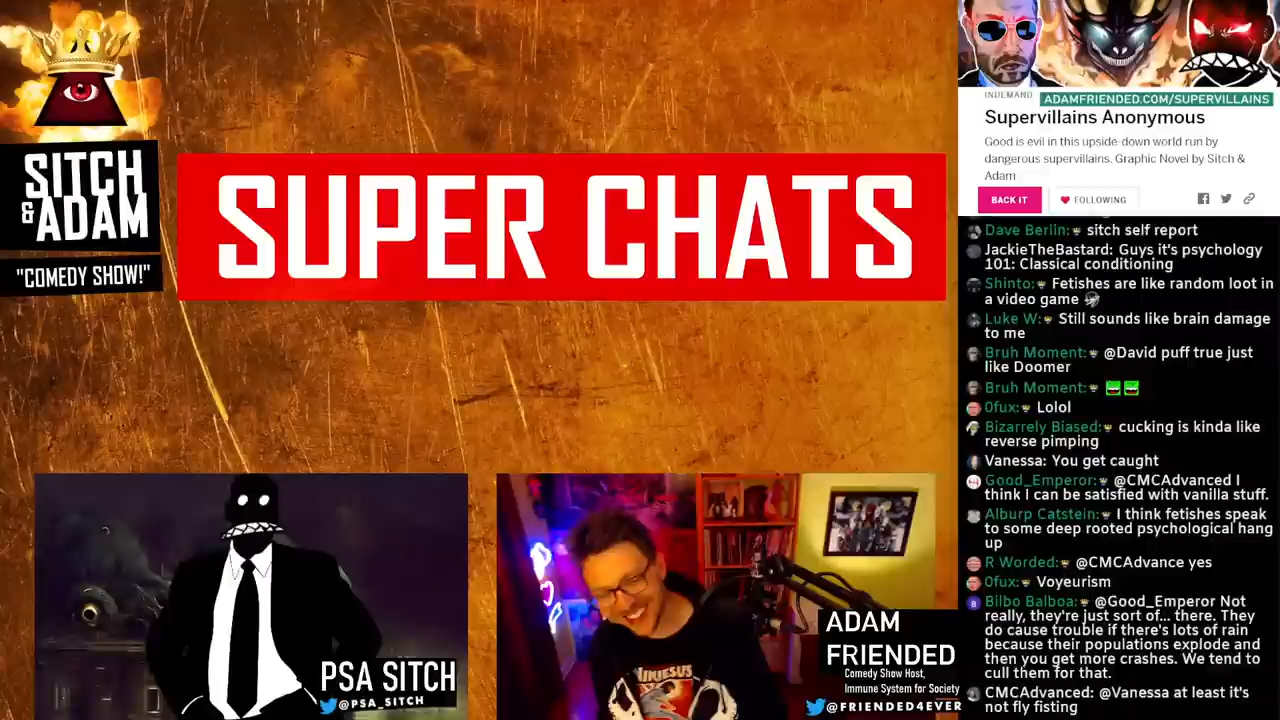 SITCH
& ADAM
"COMEDY SHOW!"
SUPER CHATS
INDEMAND
ADAMFRIENDED.COM/SUPERVILLAINS
Supervillains Anonymous
Good is evil in this upside-down world run by
dangerous supervillains. Graphic Novel by Sitch &
Adam
BACK IT
FOLLOWING
Dave Berlin: sitch self report
JackieTheBastard: Guys it's psychology
101: Classical conditioning
Shinto: Fetishes are like random loot in
a video game
Luke W: Still sounds like brain damage
to me
Bruh Moment: @David puff true just
like Doomer
Bruh Moment:
0fux: Lolol
Bizarrely Biased: cucking is kinda like
reverse pimping
Vanessa: You get caught
Good_Emperor: @CMCAdvanced I
think I can be satisfied with vanilla stuff.
Alburp Catstein: I think fetishes speak
to some deep rooted psychological hang
up
R Worded: @CMCAdvance yes
0fux: Voyeurism
Bilbo Balboa: @Good_Emperor Not
really, they're just sort of... there. They
do cause trouble if there's lots of rain
because their populations explode and
then you get more crashes. We tend to
cull them for that.
CMCAdvanced: @Vanessa at least it's
not fly fisting
PSA SITCH
@PSA_SITCH
ADAM
FRIENDED
Comedy Show Host,
Immune System for Society
@FRIENDED4EVER